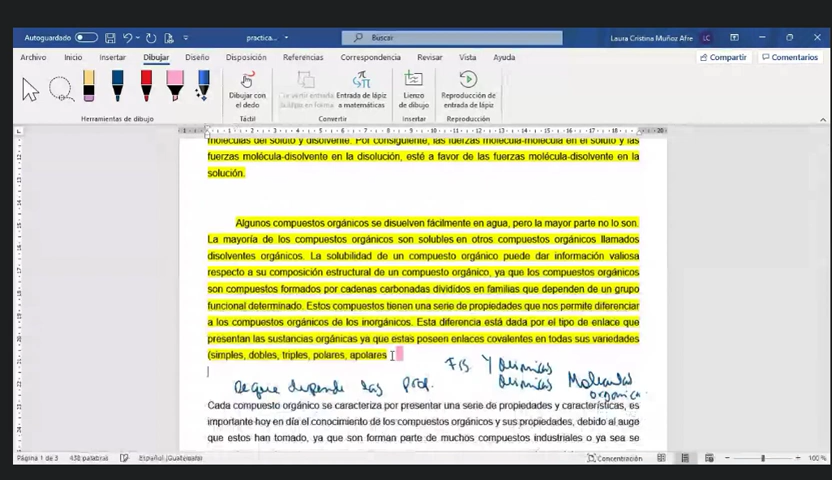 Autoguardado practica... Buscar Laura Cristina Muñoz Afre LC
Archivo Inicio Insertar Dibujar Diseño Disposición Referencias Correspondencia Revisar Vista Ayuda Compartir Comentarios
Dibujar con el dedo
Convertir entrada de lápiz en forma
Entrada de lápiz a matemáticas
Lienzo de dibujo
Reproducción de entrada de lápiz
Herramientas de dibujo Táctil Convertir Insertar Reproducción
moléculas del soluto y disolvente. Por consiguiente, las fuerzas molécula-molécula en el soluto y las
fuerzas molécula-disolvente en la disolución, esté a favor de las fuerzas molécula-disolvente en la
solución.
Algunos compuestos orgánicos se disuelven fácilmente en agua, pero la mayor parte no lo son.
La mayoría de los compuestos orgánicos son solubles en otros compuestos orgánicos llamados
disolventes orgánicos. La solubilidad de un compuesto orgánico puede dar información valiosa
respecto a su composición estructural de un compuesto orgánico, ya que los compuestos orgánicos
son compuestos formados por cadenas carbonadas divididos en familias que dependen de un grupo
funcional determinado. Estos compuestos tienen una serie de propiedades que nos permite diferenciar
a los compuestos orgánicos de los inorgánicos. Esta diferencia está dada por el tipo de enlace que
presentan las sustancias orgánicas ya que estas poseen enlaces covalentes en todas sus variedades
(simples, dobles, triples, polares, apolares
Fis. Y Quimicas
de que depende las prop. Quimicas Moleculas
organica
Cada compuesto orgánico se caracteriza por presentar una serie de propiedades y características, es
importante hoy en día el conocimiento de los compuestos orgánicos y sus propiedades, debido al auge
que estos han tomado, ya que son forman parte de muchos compuestos industriales o ya sea se
Página 1 de 3 432 palabras Español (Guatemala) Concentración 100 %